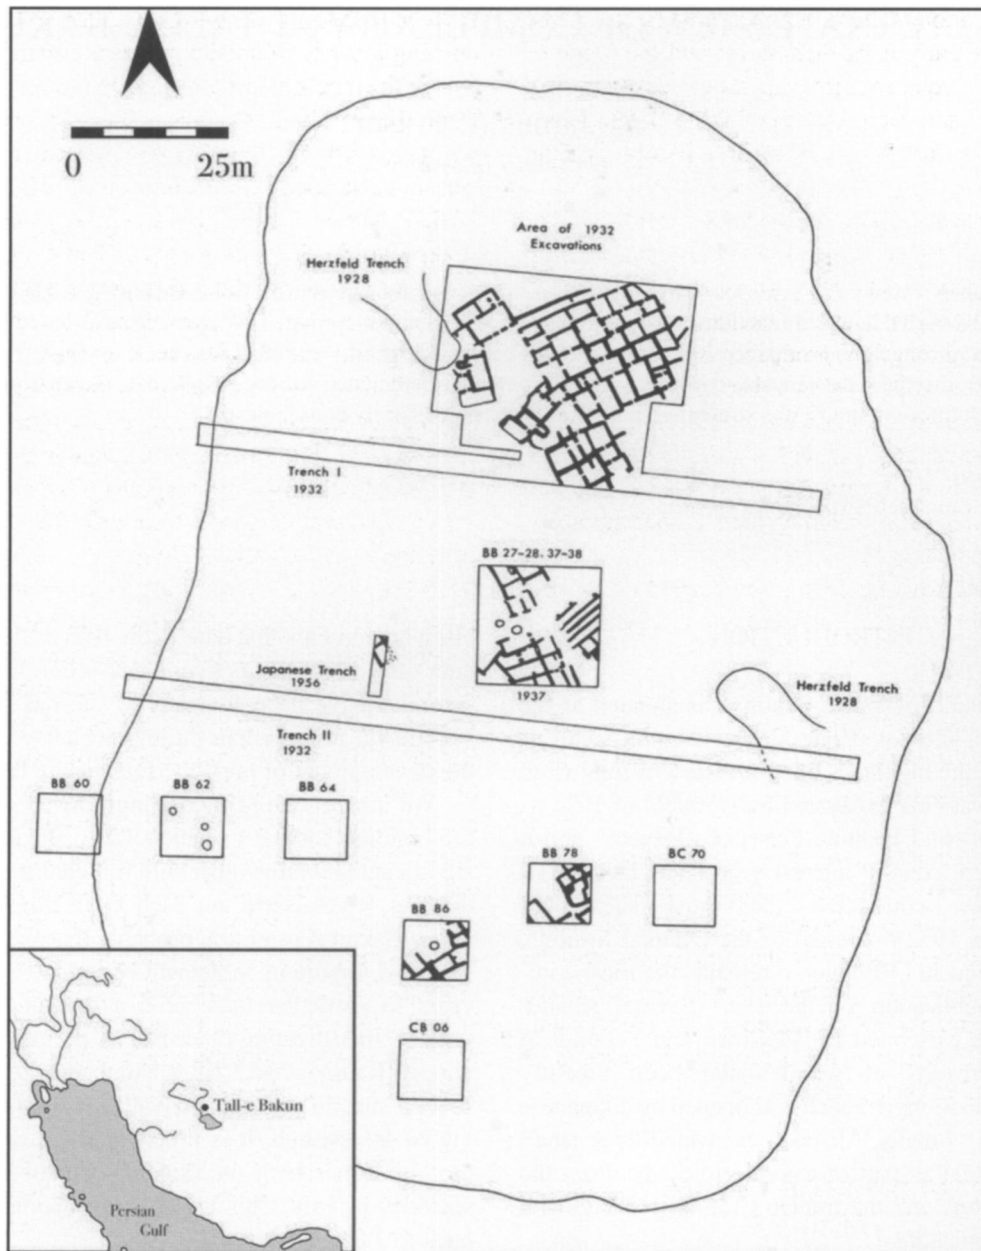 0 25m
Area of 1932
Excavations
Herzfeld Trench
1928
Trench I
1932
BB 27-28. 37-38
1937
Japanese Trench
1956
Herzfeld Trench
1928
Trench II
1932
BB 60
BB 62
BB 64
BB 78
BC 70
BB 86
CB 06
Tall-e Bakun
Persian
Gulf